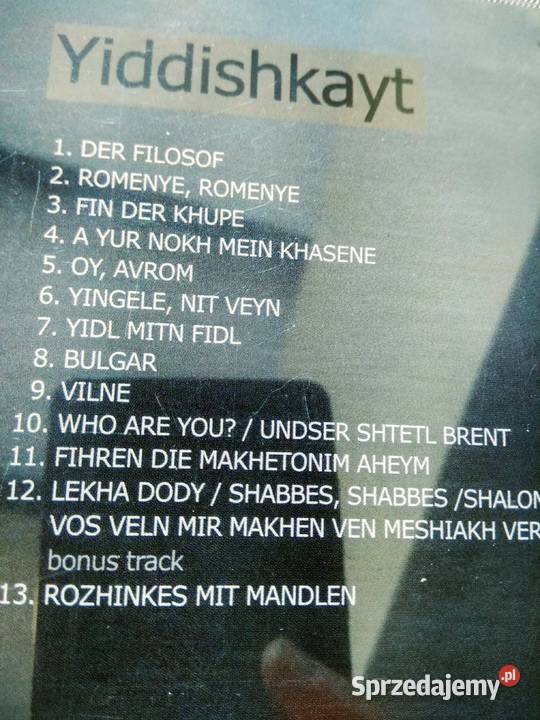 Yiddishkayt
1. DER FILOSOF
2. ROMENYE, ROMENYE
3. FIN DER KHUPE
4. A YUR NOKH MEIN KHASENE
5. OY, AVROM
6. YINGELE, NIT VEYN
7. YIDL MITN FIDL
8. BULGAR
9. VILNE
10. WHO ARE YOU? / UNDSER SHTETL BRENT
11. FIHREN DIE MAKHETONIM AHEYM
12. LEKHA DODY / SHABBES, SHABBES /SHALON
VOS VELN MIR MAKHEN VEN MESHIAKH VER
bonus track
13. ROZHINKES MIT MANDLEN
Sprzedajemy.pl